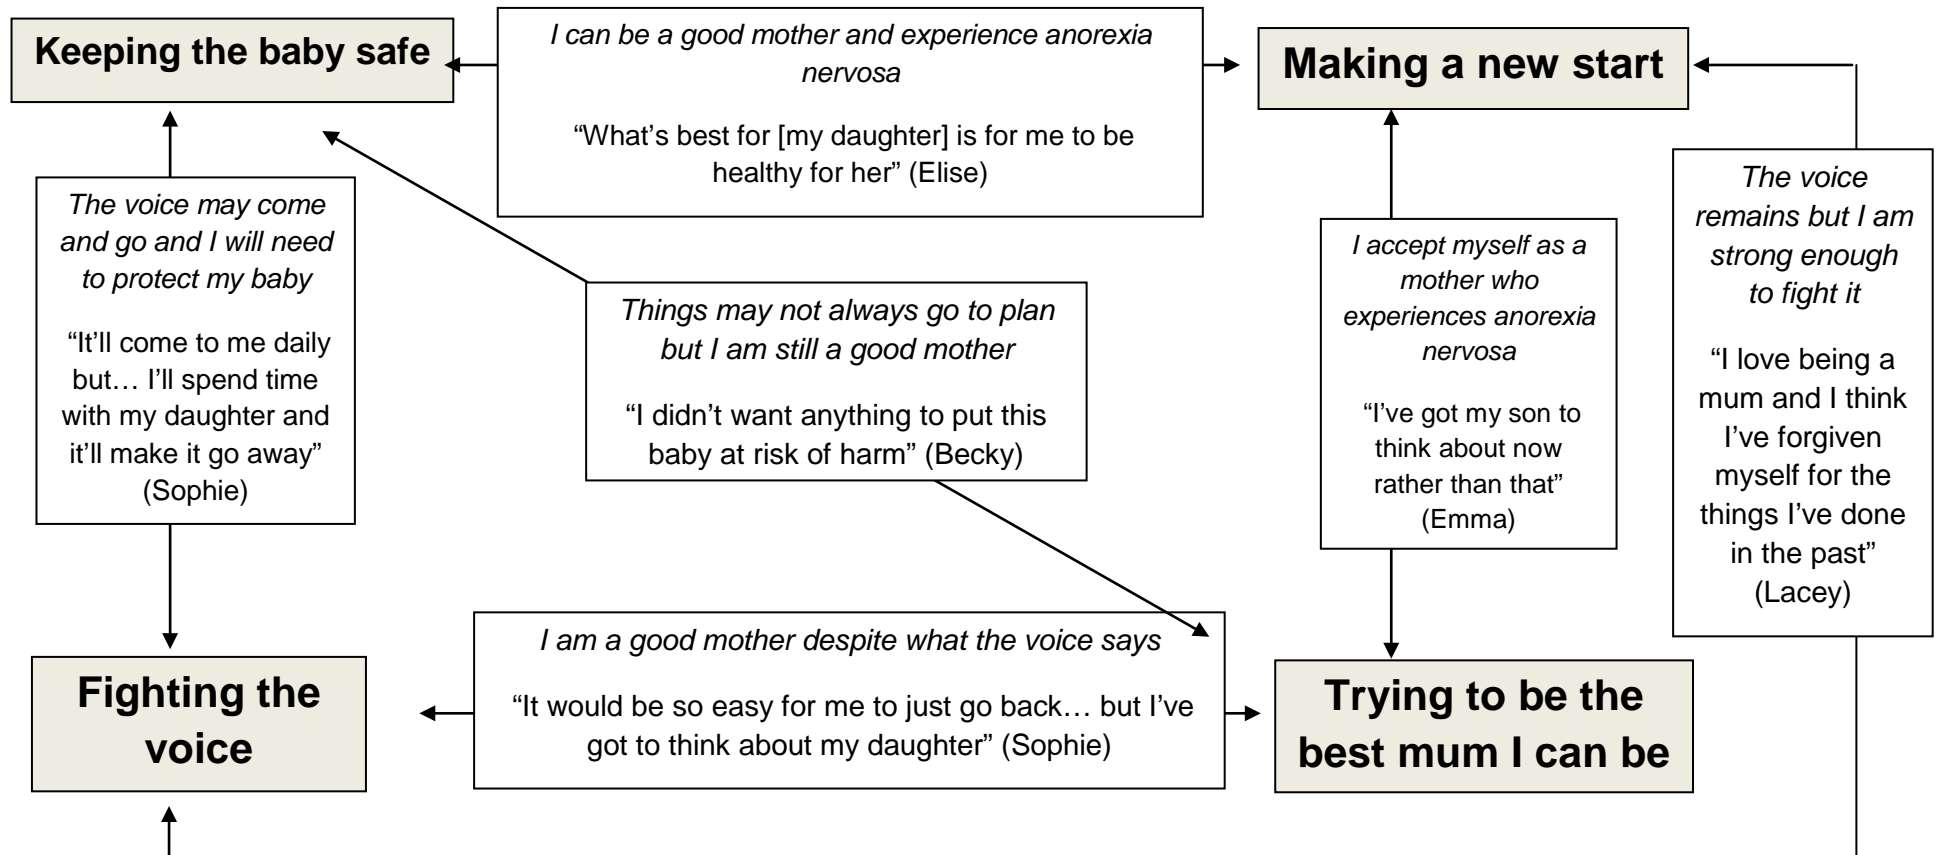 Keeping the baby safe
I can be a good mother and experience anorexia
nervosa
“What’s best for [my daughter] is for me to be
healthy for her” (Elise)
Making a new start
The voice may come
and go and I will need
to protect my baby
“It’ll come to me daily
but… I’ll spend time
with my daughter and
it’ll make it go away”
(Sophie)
Things may not always go to plan
but I am still a good mother
“I didn’t want anything to put this
baby at risk of harm” (Becky)
I accept myself as a
mother who
experiences anorexia
nervosa
“I’ve got my son to
think about now
rather than that”
(Emma)
The voice
remains but I am
strong enough
to fight it
“I love being a
mum and I think
I’ve forgiven
myself for the
things I’ve done
in the past”
(Lacey)
Fighting the
voice
I am a good mother despite what the voice says
“It would be so easy for me to just go back… but I’ve
got to think about my daughter” (Sophie)
Trying to be the
best mum I can be